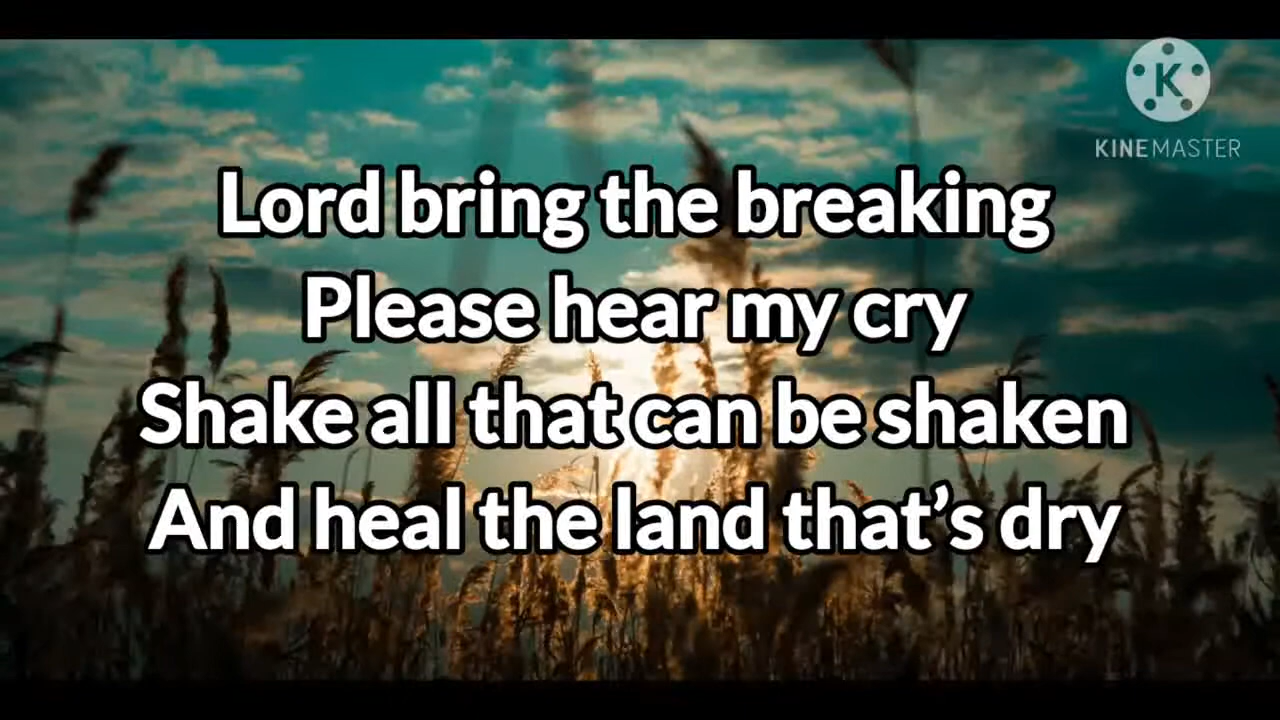 K
KINEMASTER
Lord bring the breaking
Please hear my cry
Shake all that can be shaken
And heal the land that's dry